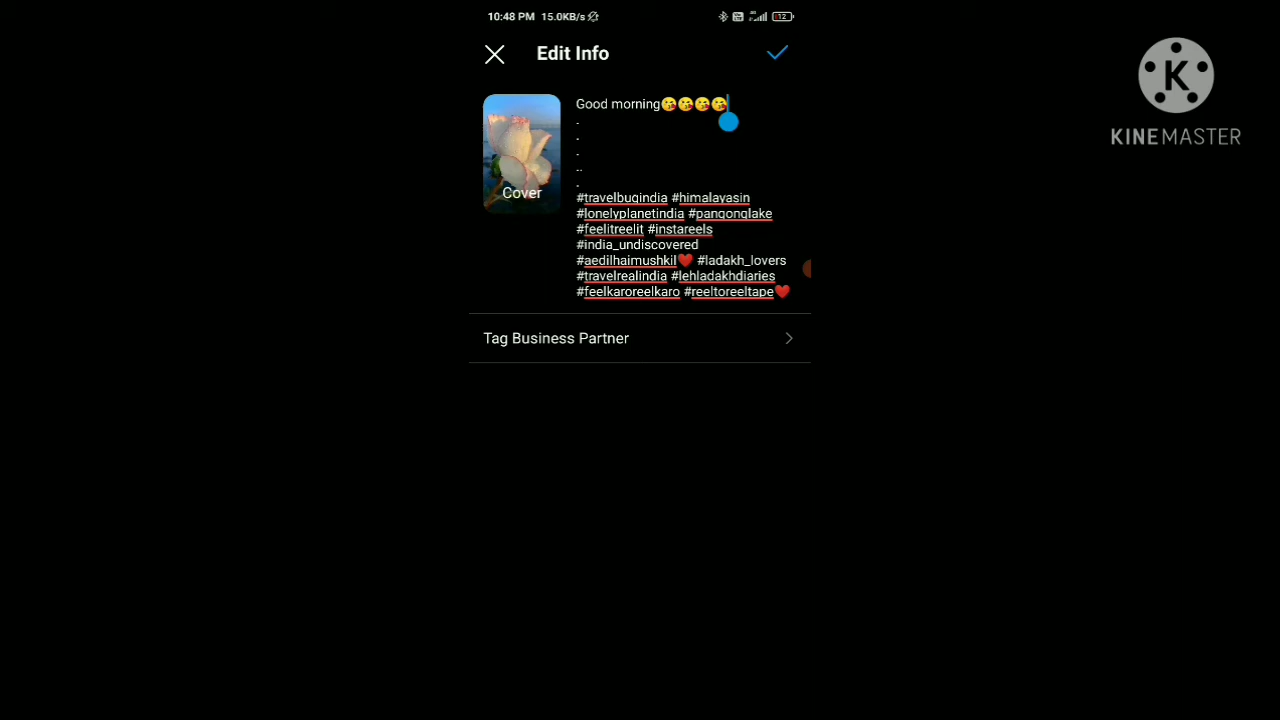 10:48 PM 15.0KB/s
12
Edit Info
Good morning😘😘😘😘
.
.
.
..
.
#travelbugindia #himalayasin
#lonelyplanetindia #pangonglake
#feelitreelit #instareels
#india_undiscovered
#aedilhaimushkil❤️ #ladakh_lovers
#travelrealindia #lehladakhdiaries
#feelkaroreelkaro #reeltoreeltape❤️
Cover
Tag Business Partner
K
KINEMASTER